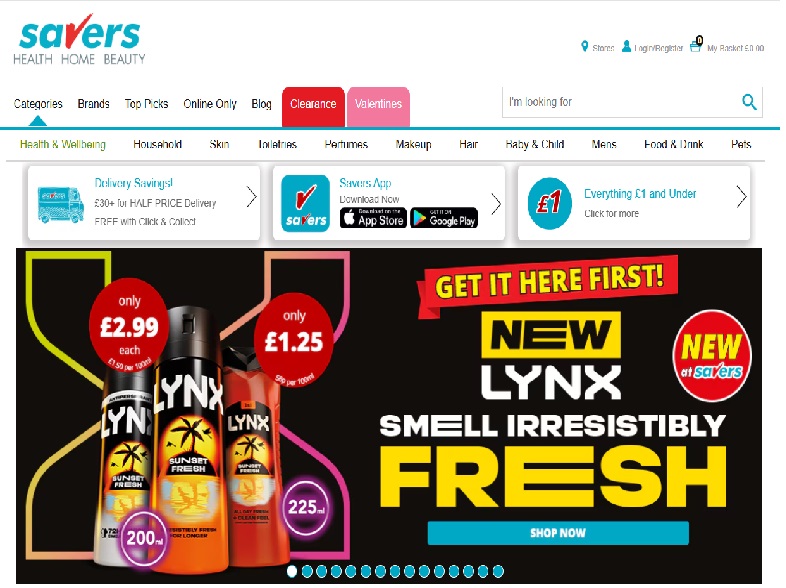 savers
HEALTH HOME BEAUTY
Stores Login/Register 0 My Basket £0.00
Categories Brands Top Picks Online Only Blog Clearance Valentines I'm looking for
Health & Wellbeing Household Skin Toiletries Perfumes Makeup Hair Baby & Child Mens Food & Drink Pets
Delivery Savings!
£30+ for HALF PRICE Delivery
FREE with Click & Collect
savers
savers
Savers App
Download Now
Download on the App Store
GET IT ON Google Play
£1
Everything £1 and Under
Click for more
only
£2.99
each
£1.50 per 100ml
only
£1.25
GET IT HERE FIRST!
NEW
LYNX
SMELL IRRESISTIBLY
FRESH
SHOP NOW
NEW
at savers
LYNX
SUNSET
FRESH
LYNX
SUNSET
FRESH
LYNX
SUNSET
FRESH
200ml
225ml